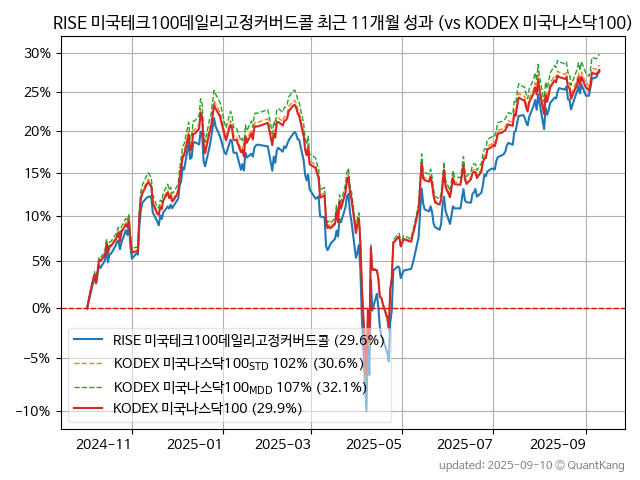 RISE 미국테크100데일리고정커버드콜 최근 11개월 성과 (vs KODEX 미국나스닥100)
30%
25%
20%
15%
10%
5%
0%
−5%
−10%
RISE 미국테크100데일리고정커버드콜 (29.6%)
KODEX 미국나스닥100STD 102% (30.6%)
KODEX 미국나스닥100MDD 107% (32.1%)
KODEX 미국나스닥100 (29.9%)
2024-11 2025-01 2025-03 2025-05 2025-07 2025-09
updated: 2025-09-10 © QuantKang